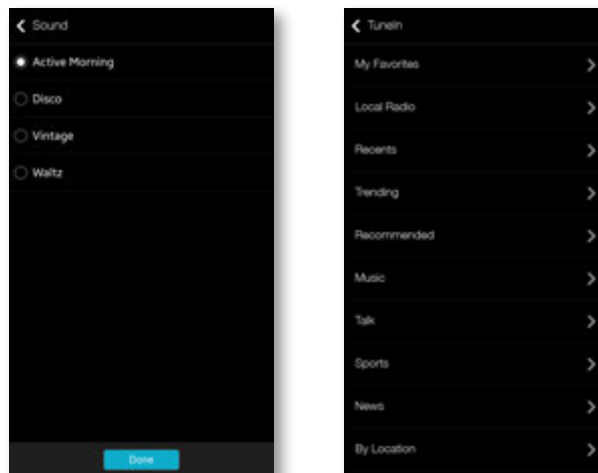 Sound
Active Morning
Disco
Vintage
Waltz
Done
TuneIn
My Favorites
Local Radio
Recents
Trending
Recommended
Music
Talk
Sports
News
By Location